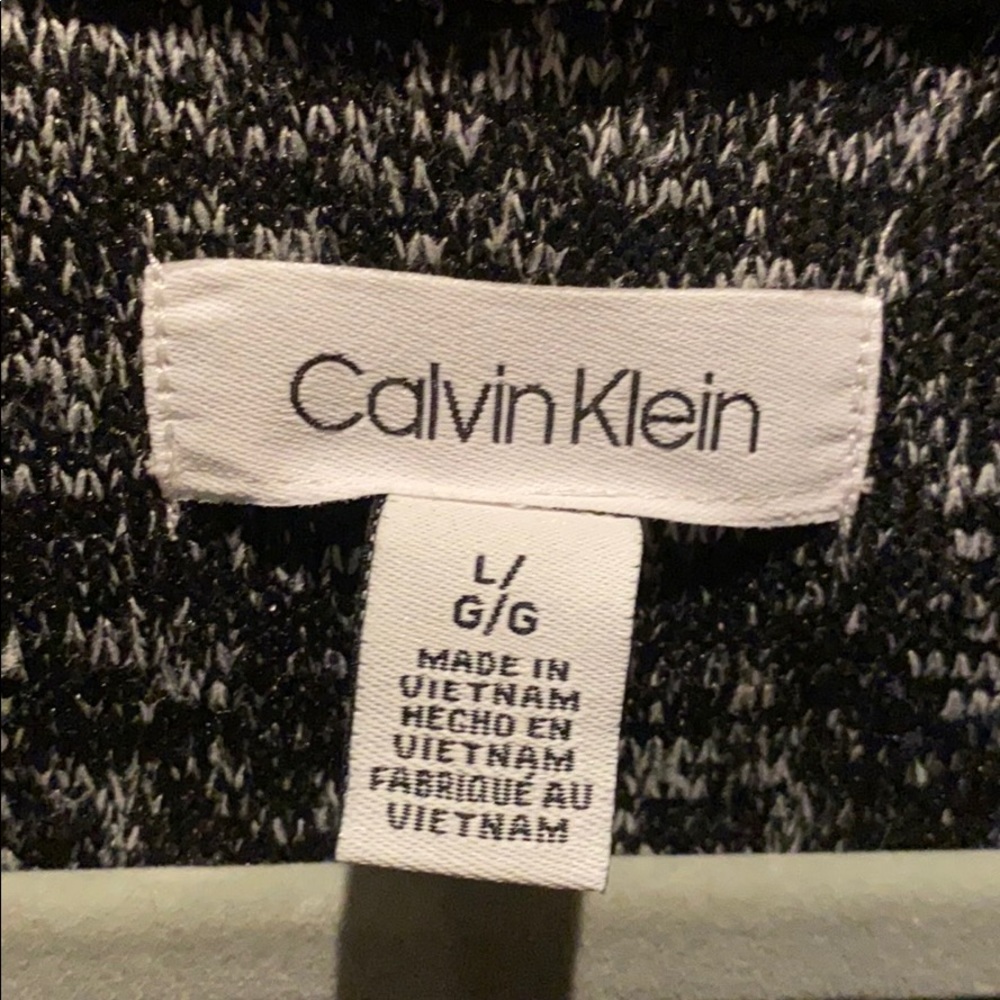 Calvin Klein
L/
G/G
MADE IN
VIETNAM
HECHO EN
VIETNAM
FABRIQUÉ AU
VIETNAM